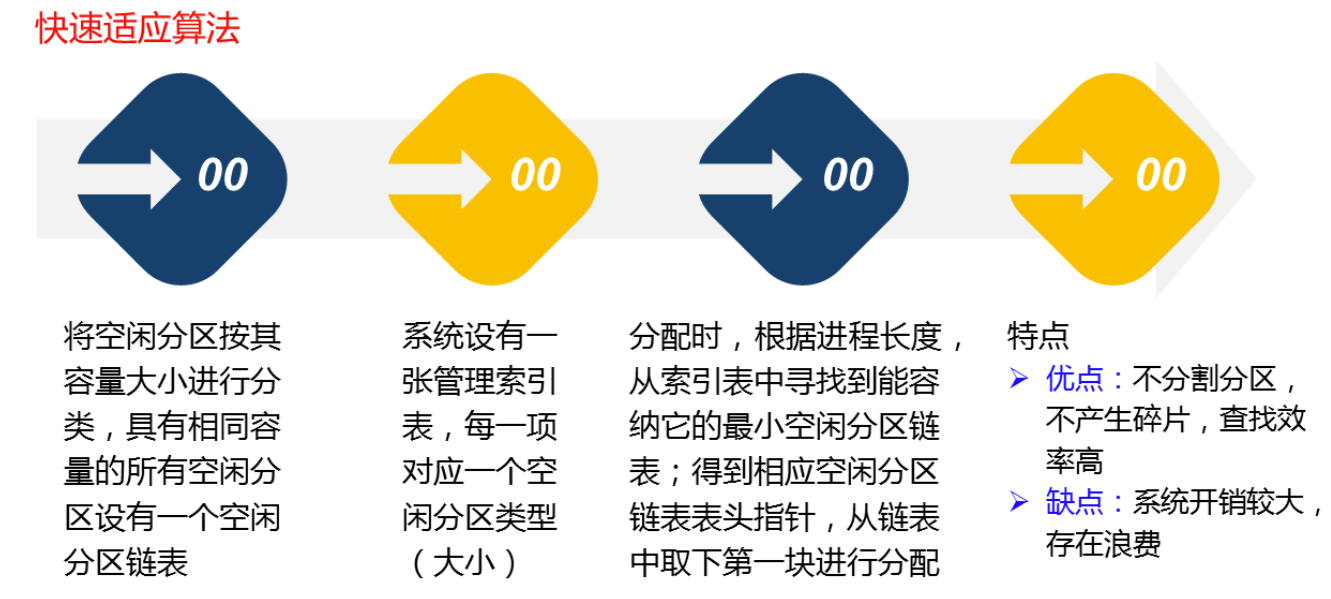 快速适应算法
00
00
00
00
将空闲分区按其
容量大小进行分
类，具有相同容
量的所有空闲分
区设有一个空闲
分区链表
系统设有一
张管理索引
表，每一项
对应一个空
闲分区类型
（大小）
分配时，根据进程长度，
从索引表中寻找到能容
纳它的最小空闲分区链
表；得到相应空闲分区
链表表头指针，从链表
中取下第一块进行分配
特点
优点：不分割分区，
不产生碎片，查找效
率高
缺点：系统开销较大，
存在浪费